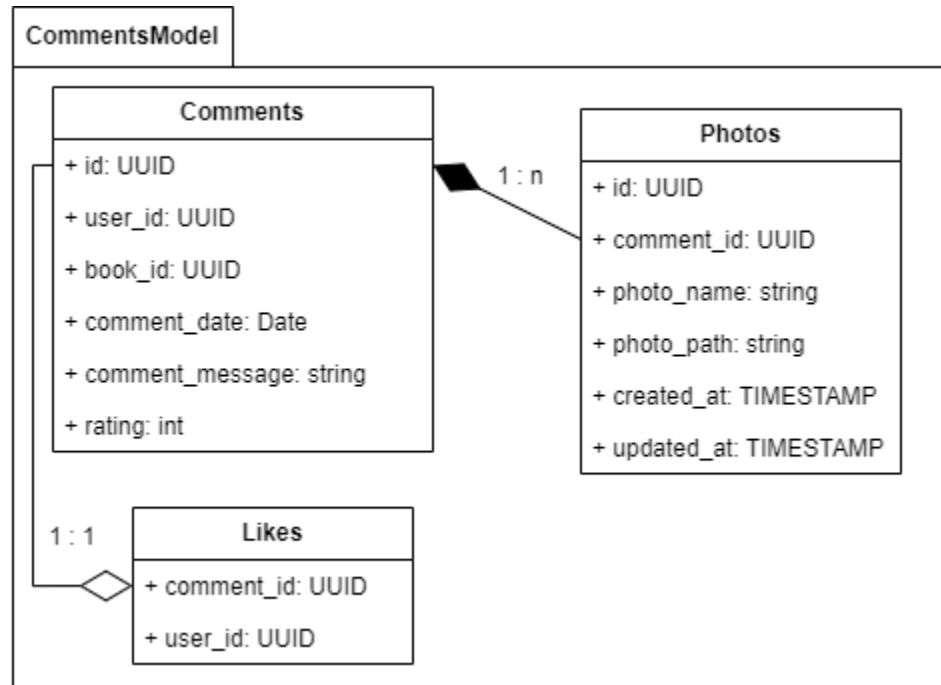 CommentsModel
Comments
+ id: UUID
+ user_id: UUID
+ book_id: UUID
+ comment_date: Date
+ comment_message: string
+ rating: int
1 : n
Photos
+ id: UUID
+ comment_id: UUID
+ photo_name: string
+ photo_path: string
+ created_at: TIMESTAMP
+ updated_at: TIMESTAMP
1 : 1
Likes
+ comment_id: UUID
+ user_id: UUID